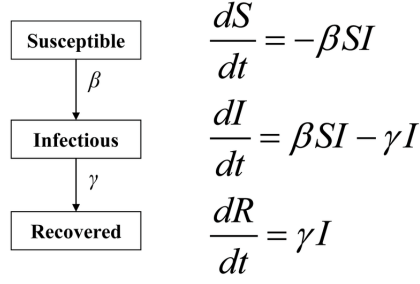 Susceptible
β
Infectious
γ
Recovered
dS/dt = −βSI
dI/dt = βSI − γI
dR/dt = γI